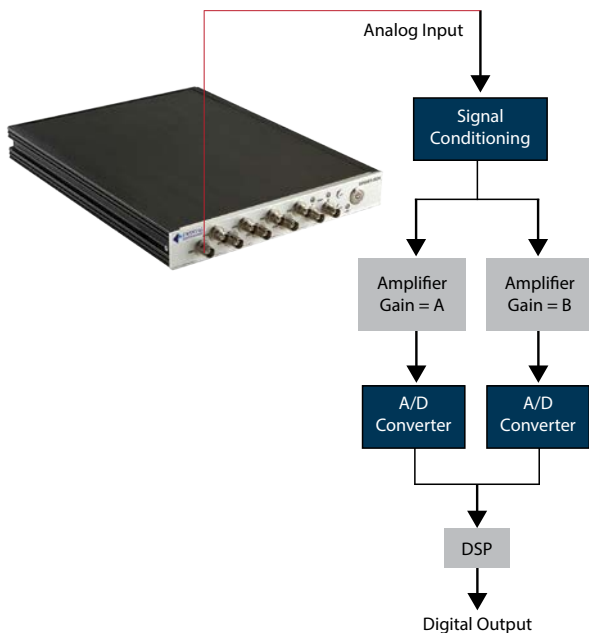 Analog Input
Signal
Conditioning
Amplifier
Gain = A
Amplifier
Gain = B
A/D
Converter
A/D
Converter
DSP
Digital Output